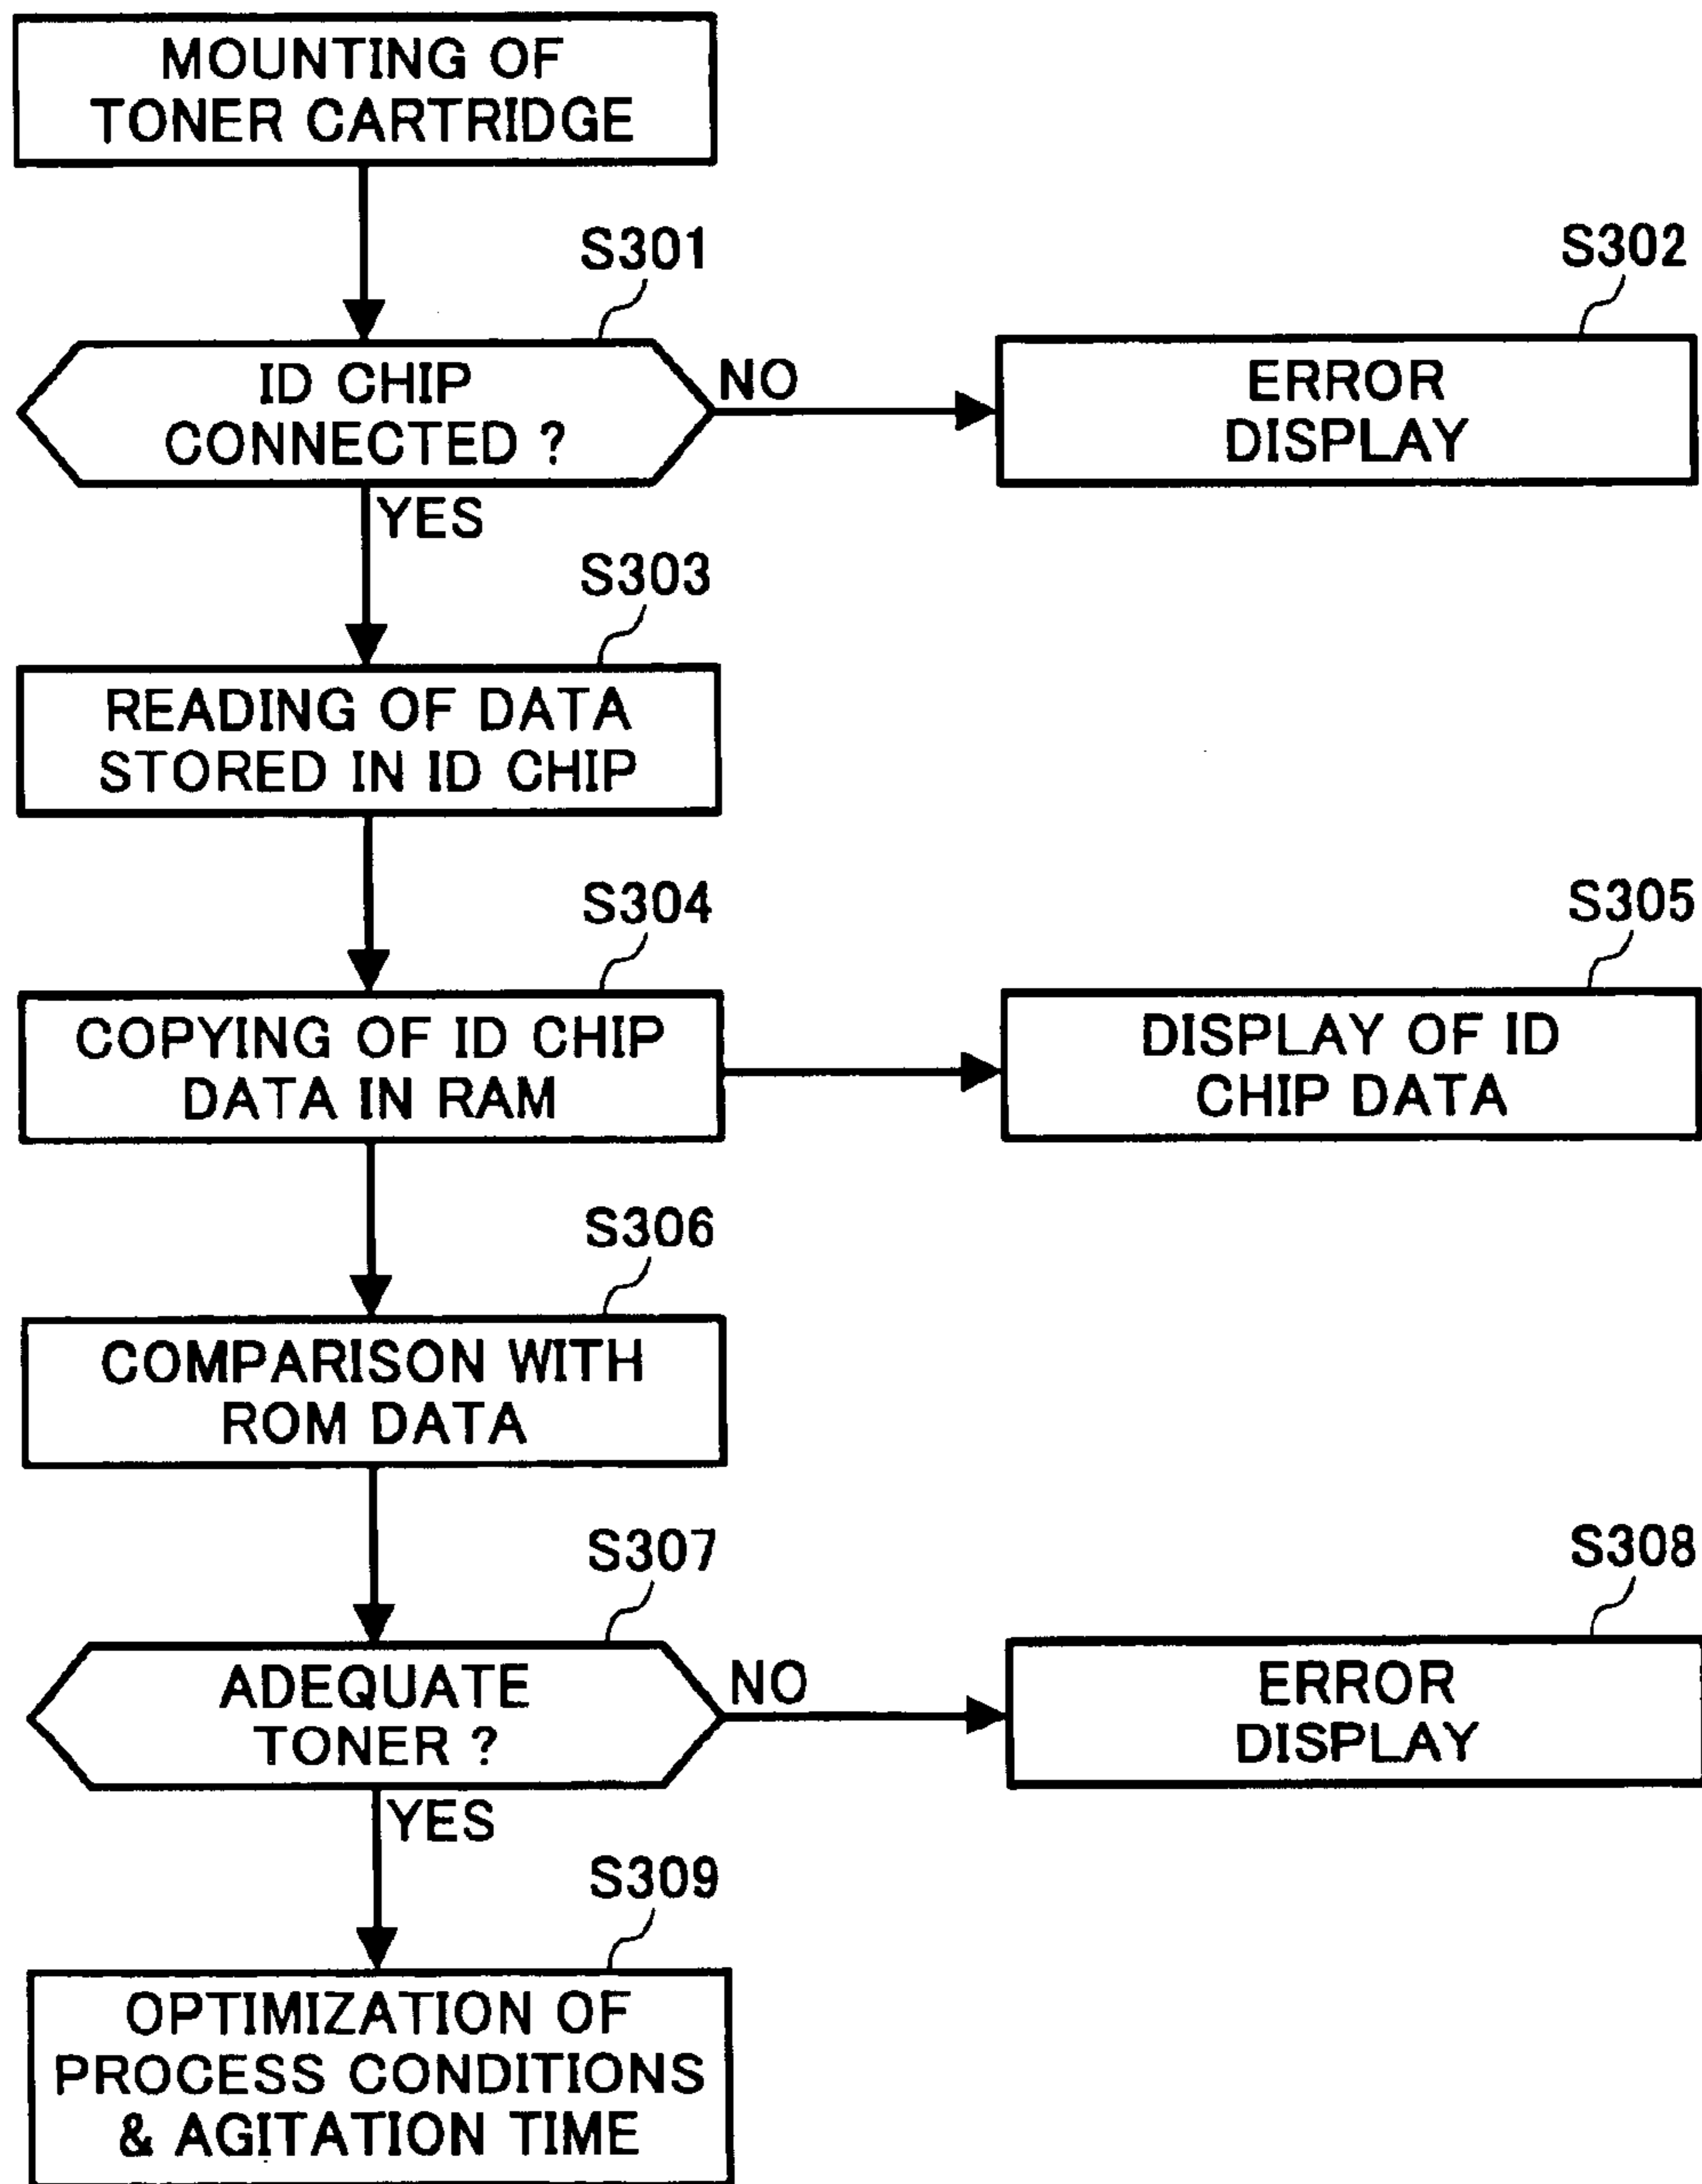 MOUNTING OF
TONER CARTRIDGE
S301
S302
ID CHIP
CONNECTED ?
NO
ERROR
DISPLAY
YES
S303
READING OF DATA
STORED IN ID CHIP
S304
S305
COPYING OF ID CHIP
DATA IN RAM
DISPLAY OF ID
CHIP DATA
S306
COMPARISON WITH
ROM DATA
S307
S308
ADEQUATE
TONER ?
NO
ERROR
DISPLAY
YES
S309
OPTIMIZATION OF
PROCESS CONDITIONS
& AGITATION TIME